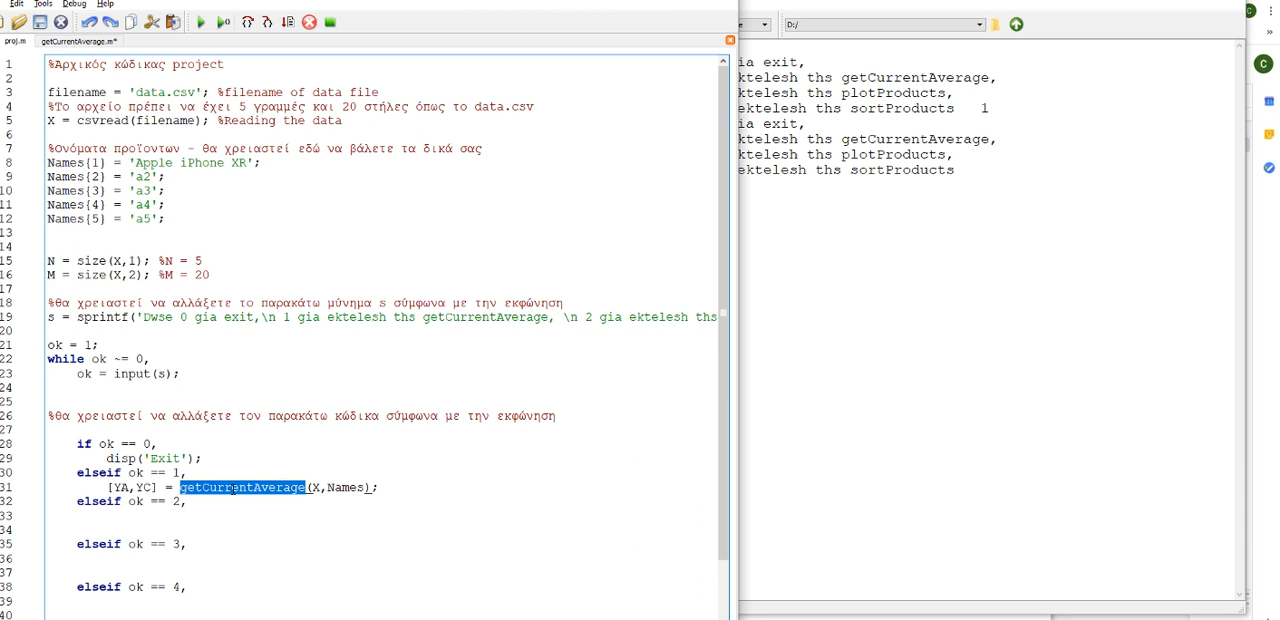 Edit Tools Debug Help
proj.m getCurrentAverage.m*
D:/
1 %Αρχικός κώδικας project
2
3 filename = 'data.csv'; %filename of data file
4 %Το αρχείο πρέπει να έχει 5 γραμμές και 20 στήλες όπως το data.csv
5 X = csvread(filename); %Reading the data
6
7 %Ονόματα προϊοντων - θα χρειαστεί εδώ να βάλετε τα δικά σας
8 Names{1} = 'Apple iPhone XR';
9 Names{2} = 'a2';
10 Names{3} = 'a3';
11 Names{4} = 'a4';
12 Names{5} = 'a5';
13
14
15 N = size(X,1); %N = 5
16 M = size(X,2); %M = 20
17
18 %θα χρειαστεί να αλλάξετε το παρακάτω μύνημα s σύμφωνα με την εκφώνηση
19 s = sprintf('Dwse 0 gia exit,\n 1 gia ektelesh ths getCurrentAverage, \n 2 gia ektelesh ths
20
21 ok = 1;
22 while ok ~= 0,
23 ok = input(s);
24
25
26 %θα χρειαστεί να αλλάξετε τον παρακάτω κώδικα σύμφωνα με την εκφώνηση
27
28 if ok == 0,
29 disp('Exit');
30 elseif ok == 1,
31 [YA,YC] = getCurrentAverage(X,Names);
32 elseif ok == 2,
33
34
35 elseif ok == 3,
36
37
38 elseif ok == 4,
39
40
ia exit,
ktelesh ths getCurrentAverage,
ktelesh ths plotProducts,
ektelesh ths sortProducts 1
ia exit,
ktelesh ths getCurrentAverage,
ktelesh ths plotProducts,
ektelesh ths sortProducts
C